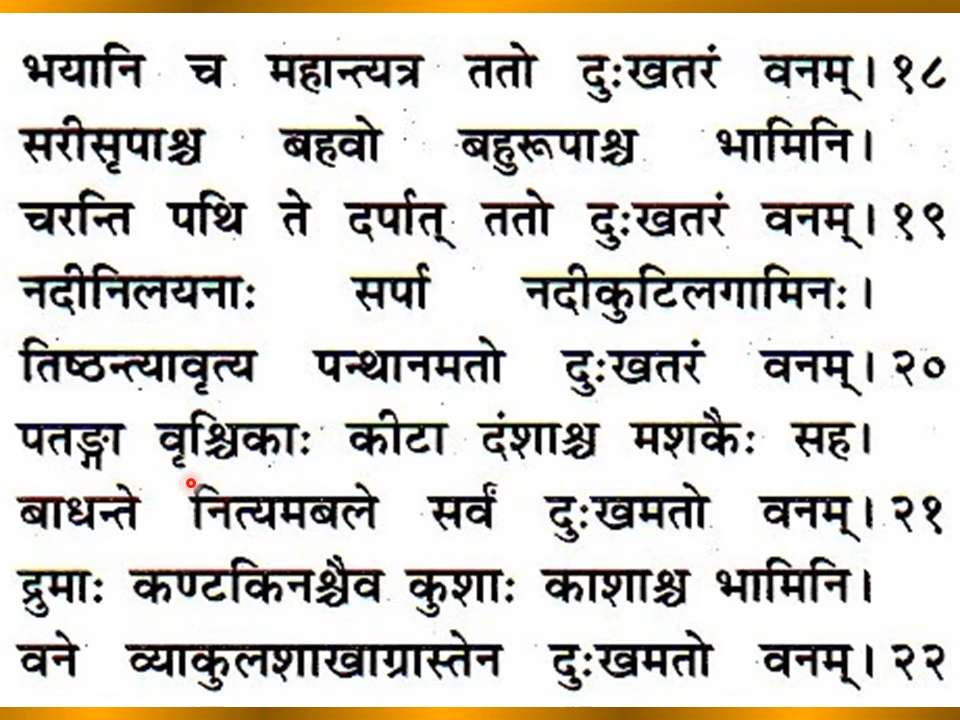 भयानि च महान्त्यत्र ततो दुःखतरं वनम्। १८
सरीसृपाश्च बहवो बहुरूपाश्च भामिनि।
चरन्ति पथि ते दर्पात् ततो दुःखतरं वनम्। १९
नदीनिलयनाः सर्पा नदीकुटिलगामिनः।
तिष्ठन्त्यावृत्य पन्थानमतो दुःखतरं वनम्। २०
पतङ्गा वृश्चिकाः कीटा दंशाश्च मशकैः सह।
बाधन्ते नित्यमबले सर्वं दुःखमतो वनम्। २१
द्रुमाः कण्टकिनश्चैव कुशाः काशाश्च भामिनि।
वने व्याकुलशाखाग्रास्तेन दुःखमतो वनम्। २२